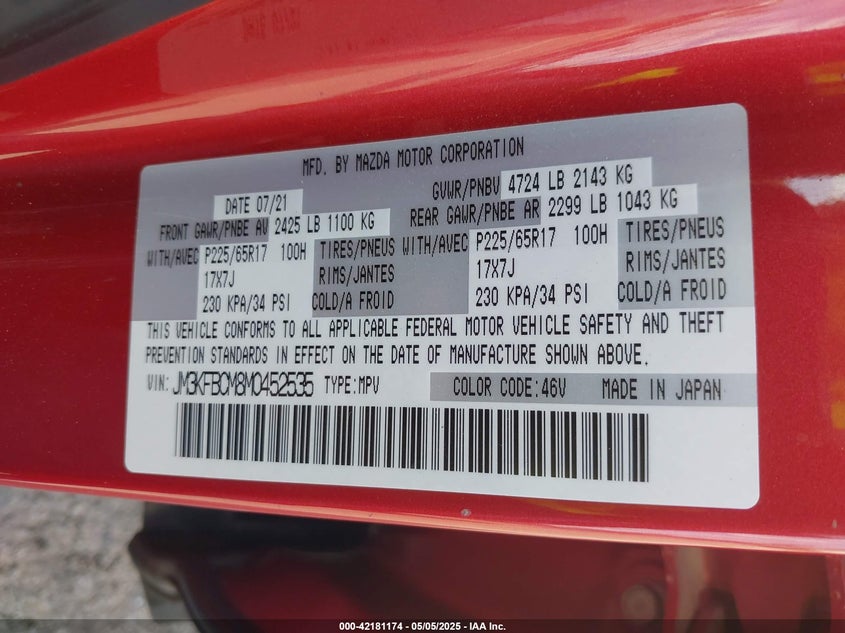 MFD. BY MAZDA MOTOR CORPORATION
DATE 07/21 GVWR/PNBV 4724 LB 2143 KG
FRONT GAWR/PNBE AV 2425 LB 1100 KG REAR GAWR/PNBE AR 2299 LB 1043 KG
WITH/AVEC P225/65R17 100H TIRES/PNEUS WITH/AVEC P225/65R17 100H TIRES/PNEUS
17X7J RIMS/JANTES 17X7J RIMS/JANTES
230 KPA/34 PSI COLD/A FROID 230 KPA/34 PSI COLD/A FROID
THIS VEHICLE CONFORMS TO ALL APPLICABLE FEDERAL MOTOR VEHICLE SAFETY AND THEFT
PREVENTION STANDARDS IN EFFECT ON THE DATE OF MANUFACTURE SHOWN ABOVE.
VIN: JM3KFBCM8M0452535 TYPE:MPV COLOR CODE:46V MADE IN JAPAN
000-42181174 - 05/05/2025 - IAA Inc.